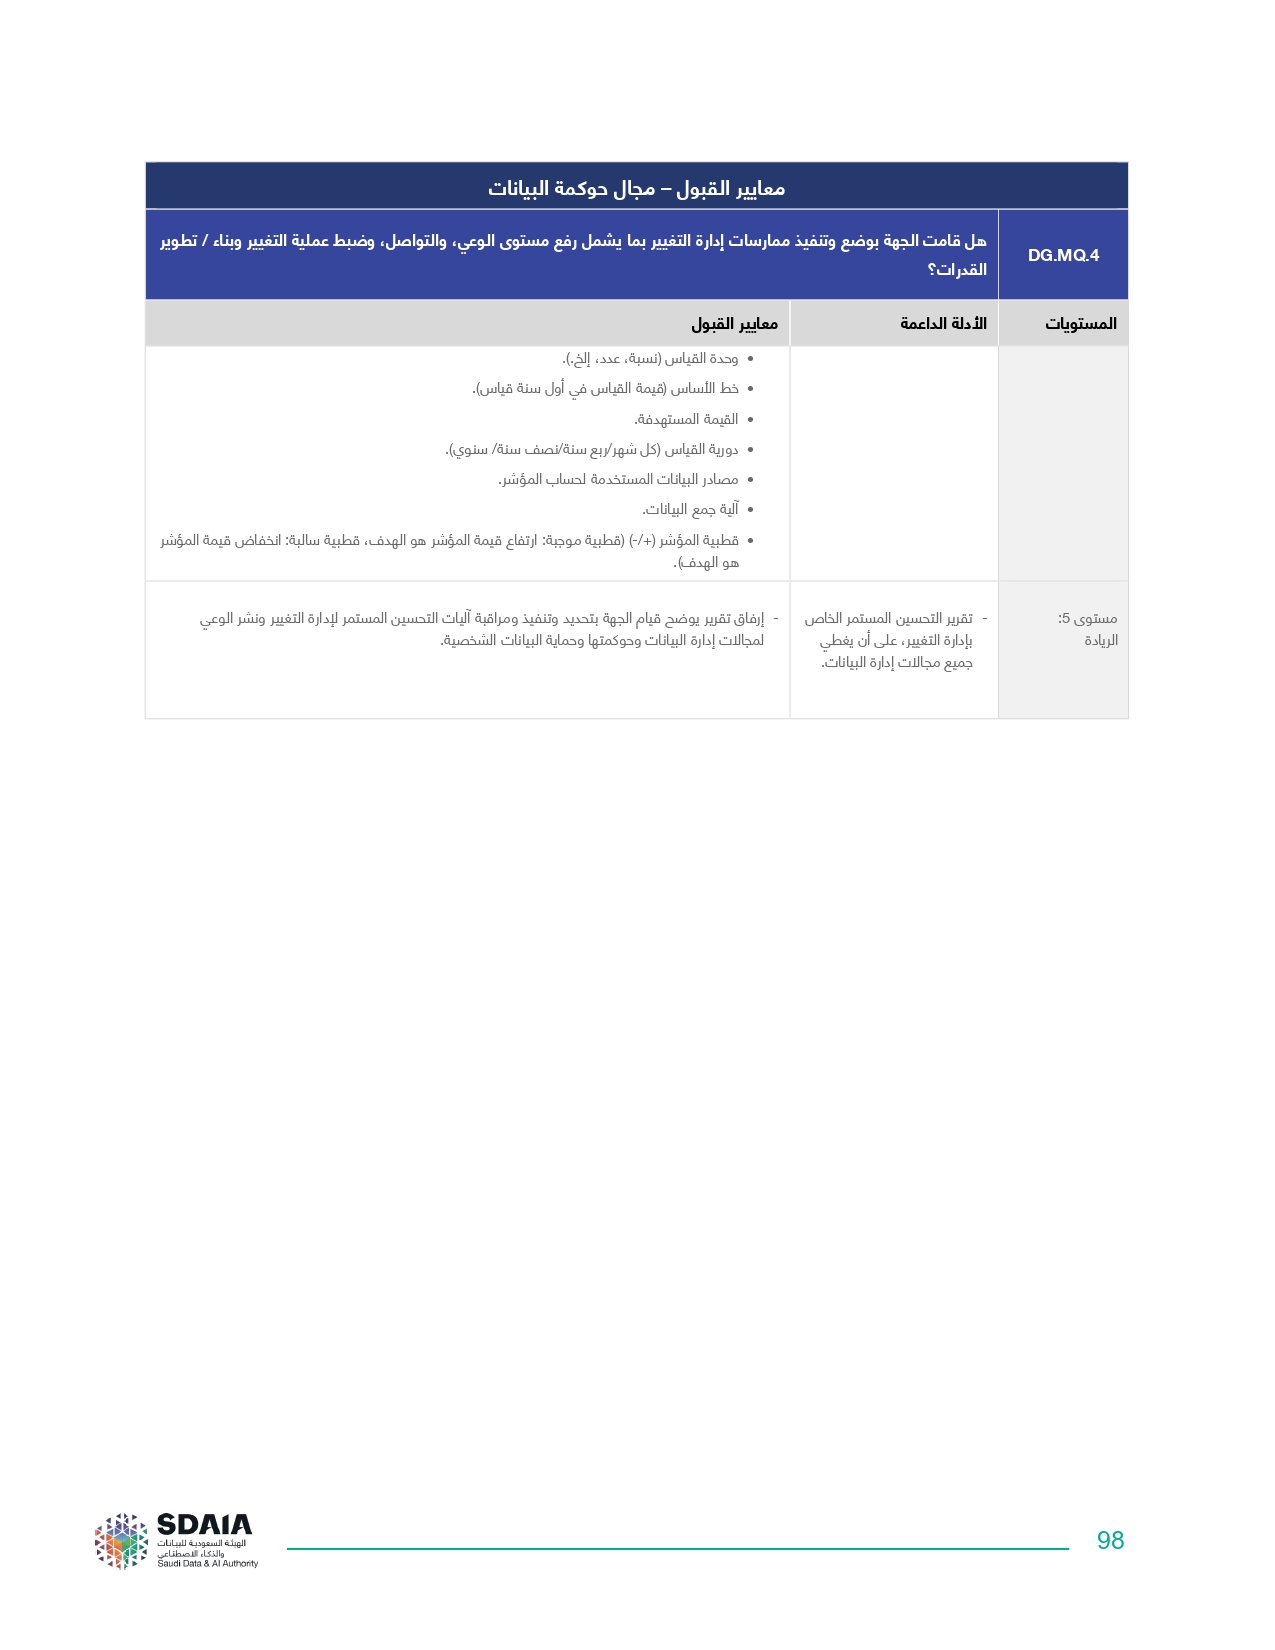 معايير القبول – مجال حوكمة البيانات
DG.MQ.4
هل قامت الجهة بوضع وتنفيذ ممارسات إدارة التغيير بما يشمل رفع مستوى الوعي، والتواصل، وضبط عملية التغيير وبناء / تطوير
القدرات؟
المستويات
الأدلة الداعمة
معايير القبول
• وحدة القياس (نسبة، عدد، إلخ.).
• خط الأساس (قيمة القياس في أول سنة قياس).
• القيمة المستهدفة.
• دورية القياس (كل شهر/ربع سنة/نصف سنة/ سنوي).
• مصادر البيانات المستخدمة لحساب المؤشر.
• آلية جمع البيانات.
• قطبية المؤشر (+/-) (قطبية موجبة: ارتفاع قيمة المؤشر هو الهدف، قطبية سالبة: انخفاض قيمة المؤشر
هو الهدف).
مستوى 5:
الريادة
- تقرير التحسين المستمر الخاص
بإدارة التغيير، على أن يغطي
جميع مجالات إدارة البيانات.
- إرفاق تقرير يوضح قيام الجهة بتحديد وتنفيذ ومراقبة آليات التحسين المستمر لإدارة التغيير ونشر الوعي
لمجالات إدارة البيانات وحوكمتها وحماية البيانات الشخصية.
SDAIA
الهيئة السعودية للبيانات
والذكاء الاصطناعي
Saudi Data & AI Authority
98